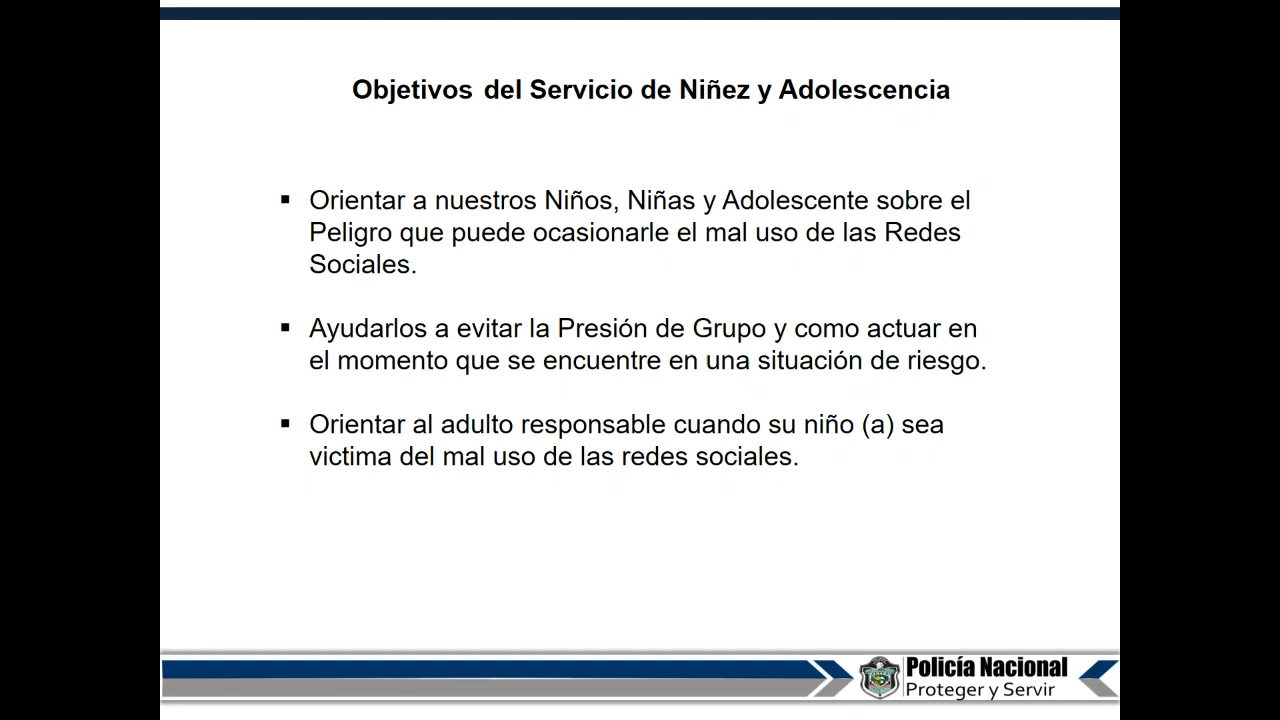 Objetivos del Servicio de Niñez y Adolescencia
▪ Orientar a nuestros Niños, Niñas y Adolescente sobre el
Peligro que puede ocasionarle el mal uso de las Redes
Sociales.
▪ Ayudarlos a evitar la Presión de Grupo y como actuar en
el momento que se encuentre en una situación de riesgo.
▪ Orientar al adulto responsable cuando su niño (a) sea
victima del mal uso de las redes sociales.
Policía Nacional
Proteger y Servir